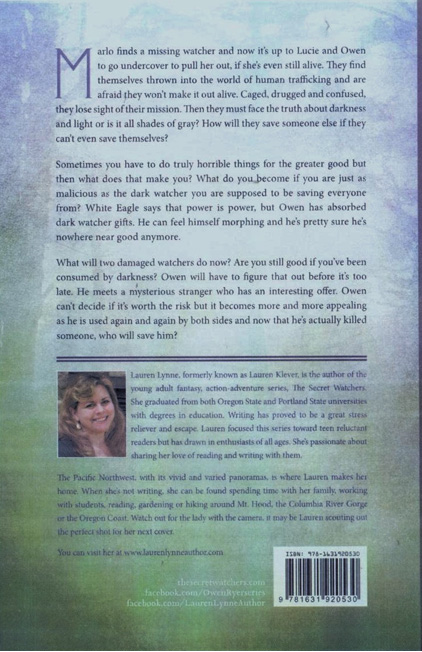 Marlo finds a missing watcher and now it's up to Lucie and Owen
to go undercover to pull her out, if she's even still alive. They find
themselves thrown into the world of human trafficking and are
afraid they won't make it out alive. Caged, drugged and confused,
they lose sight of their mission. Then they must face the truth about darkness
and light or is it all shades of gray? How will they save someone else if they
can't even save themselves?
Sometimes you have to do truly horrible things for the greater good but
then what does that make you? What do you become if you are just as
malicious as the dark watcher you are supposed to be saving everyone
from? White Eagle says that power is power, but Owen has absorbed
dark watcher gifts. He can feel himself morphing and he's pretty sure he's
nowhere near good anymore.
What will two damaged watchers do now? Are you still good if you've been
consumed by darkness? Owen will have to figure that out before it's too
late. He meets a mysterious stranger who has an interesting offer. Owen
can't decide if it's worth the risk but it becomes more and more appealing
as he is used again and again by both sides and now that he's actually killed
someone, who will save him?
Lauren Lynne, formerly known as Lauren Klever, is the author of the
young adult fantasy, action-adventure series, The Secret Watchers.
She graduated from both Oregon State and Portland State universities
with degrees in education. Writing has proved to be a great stress
reliever and escape. Lauren focused this series toward teen reluctant
readers but has drawn in enthusiasts of all ages. She's passionate about
sharing her love of reading and writing with them.
The Pacific Northwest, with its vivid and varied panoramas, is where Lauren makes her
home. When she's not writing, she can be found spending time with her family, working
with students, reading, gardening or hiking around Mt. Hood, the Columbia River Gorge
or the Oregon Coast. Watch out for the lady with the camera, it may be Lauren scouting out
the perfect shot for her next cover.
You can visit her at www.laurenlynneauthor.com
thesecretwatchers.com
facebook.com/OwenRyerseries
facebook.com/LaurenLynneAuthor
ISBN: 978-1631920530
9 781631 920530